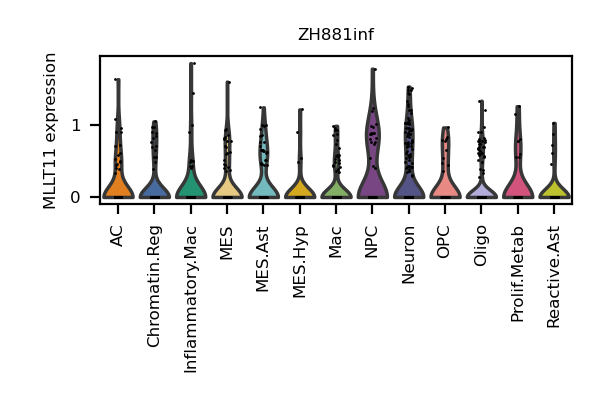 ZH881inf
MLLT11 expression
1
0
AC
Chromatin.Reg
Inflammatory.Mac
MES
MES.Ast
MES.Hyp
Mac
NPC
Neuron
OPC
Oligo
Prolif.Metab
Reactive.Ast